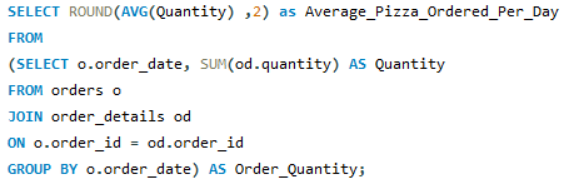 SELECT ROUND(AVG(Quantity) ,2) as Average_Pizza_Ordered_Per_Day
FROM
(SELECT o.order_date, SUM(od.quantity) AS Quantity
FROM orders o
JOIN order_details od
ON o.order_id = od.order_id
GROUP BY o.order_date) AS Order_Quantity;